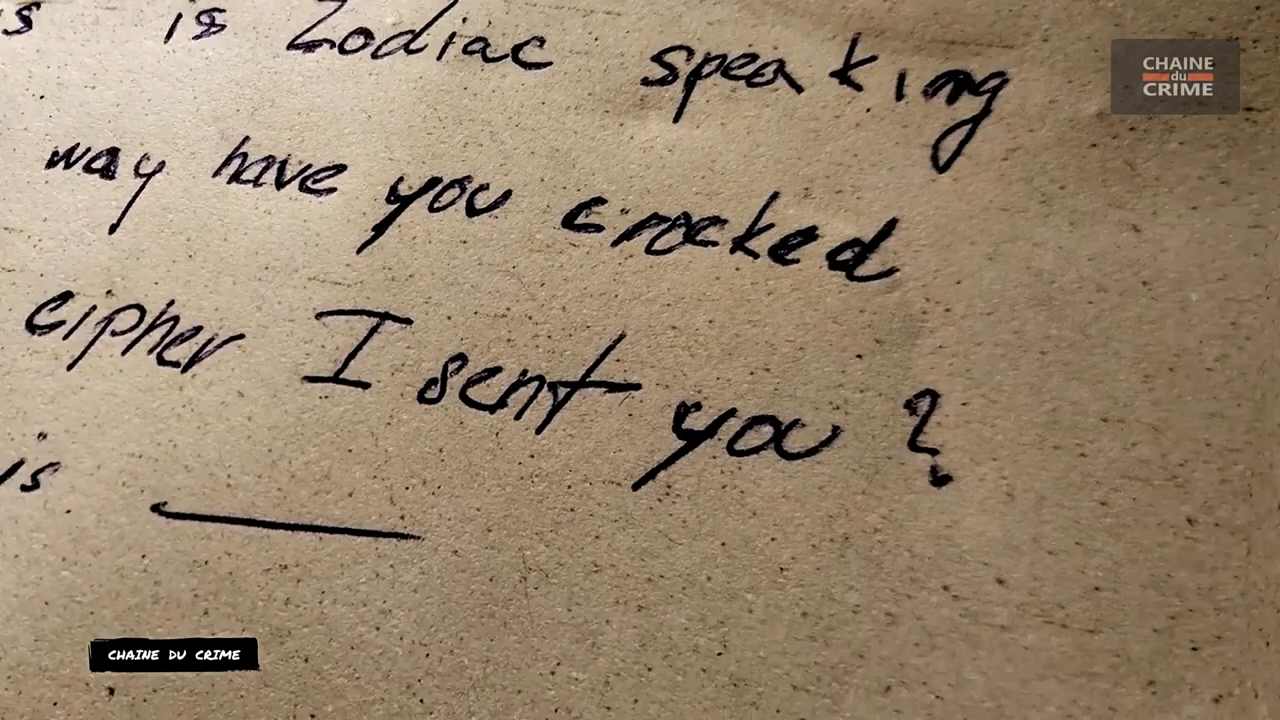 s is Zodiac speaking
way have you cracked
cipher I sent you?
is
CHAINE
du
CRIME
CHAINE DU CRIME